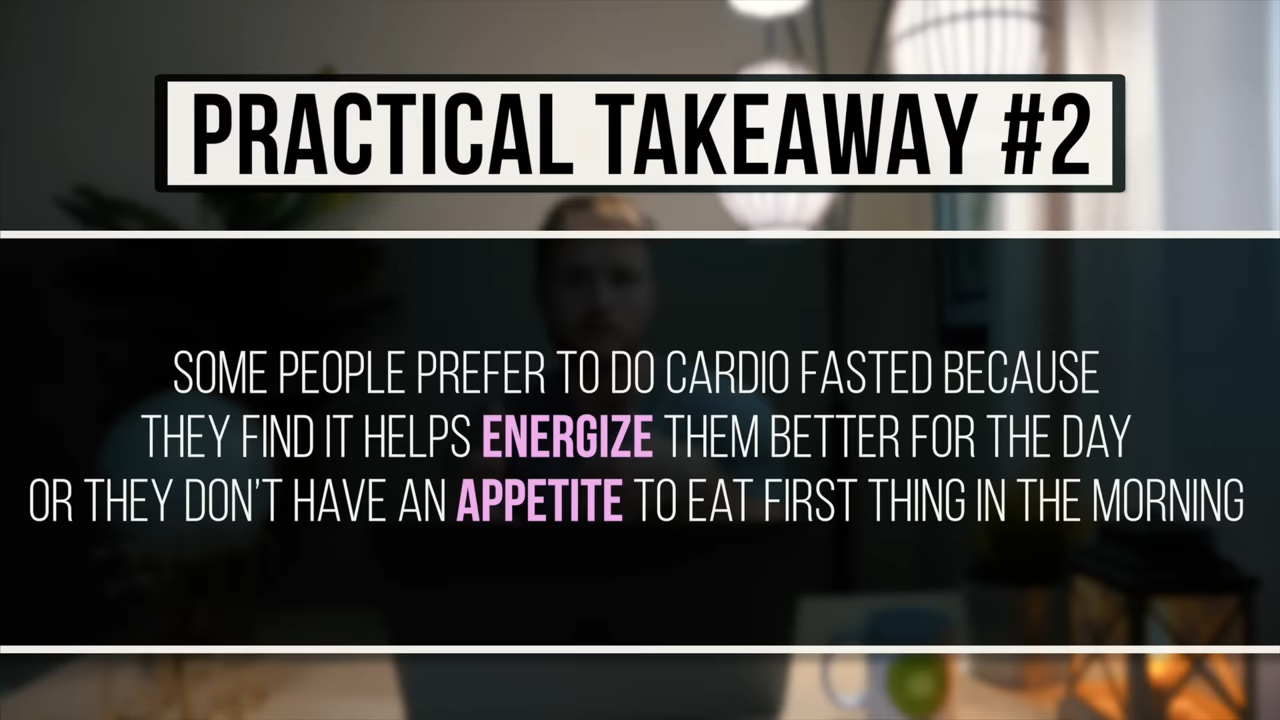 PRACTICAL TAKEAWAY #2
SOME PEOPLE PREFER TO DO CARDIO FASTED BECAUSE
THEY FIND IT HELPS ENERGIZE THEM BETTER FOR THE DAY
OR THEY DON'T HAVE AN APPETITE TO EAT FIRST THING IN THE MORNING